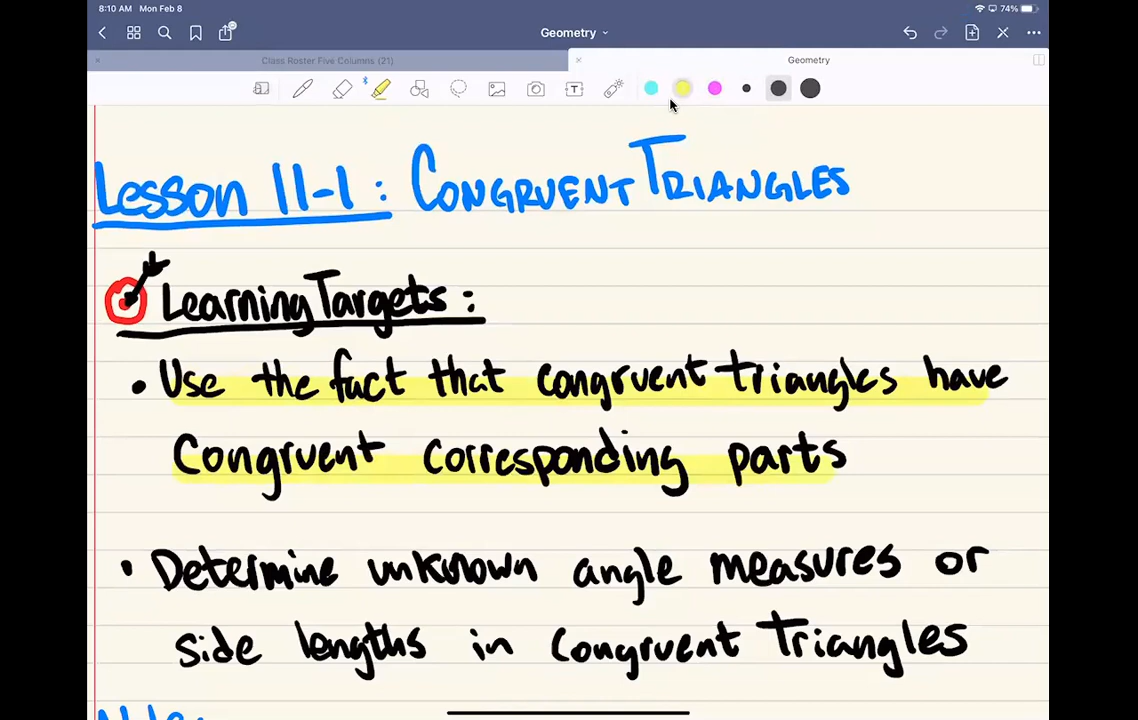 8:10 AM Mon Feb 8
74%
Geometry
Class Roster Five Columns (21)
Geometry
Lesson 11-1: CONGRUENT TRIANGLES
Learning Targets:
• Use the fact that congruent triangles have
Congruent corresponding parts
• Determine unknown angle measures or
side lengths in congruent Triangles